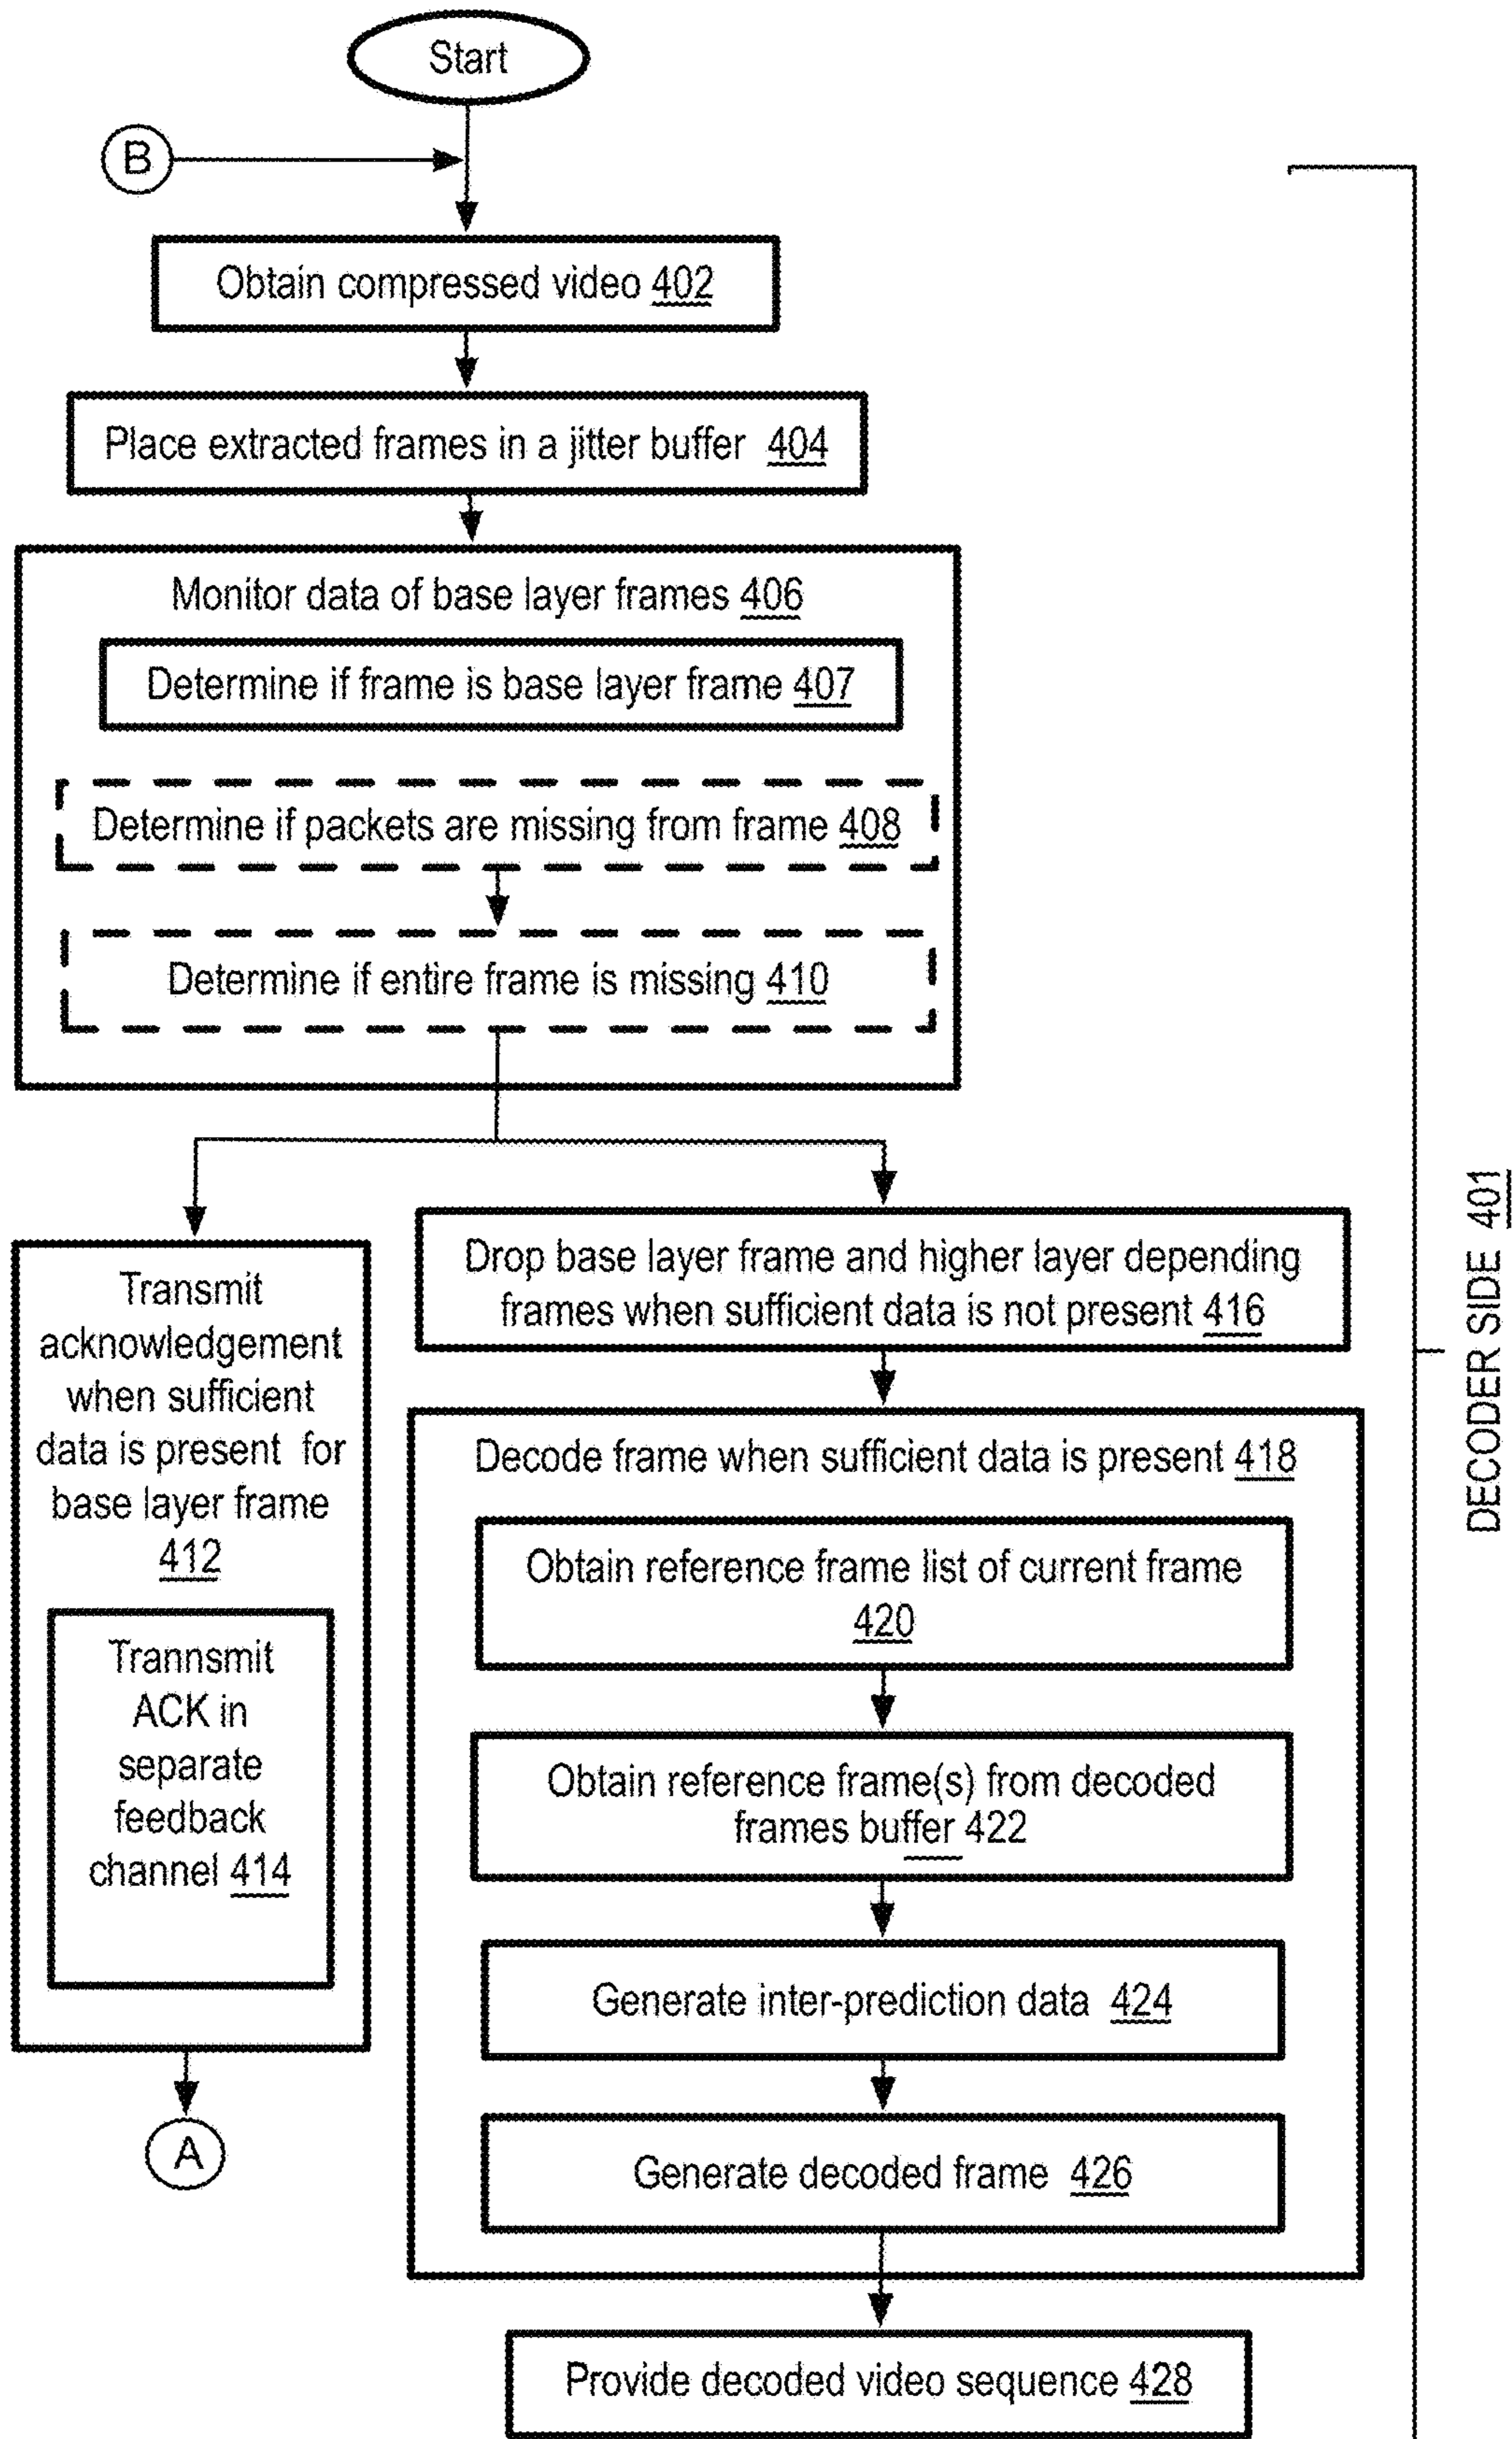 Start
B
Obtain compressed video 402
Place extracted frames in a jitter buffer 404
Monitor data of base layer frames 406
Determine if frame is base layer frame 407
Determine if packets are missing from frame 408
Determine if entire frame is missing 410
Transmit
acknowledgement
when sufficient
data is present for
base layer frame
412
Trannsmit
ACK in
separate
feedback
channel 414
A
Drop base layer frame and higher layer depending
frames when sufficient data is not present 416
Decode frame when sufficient data is present 418
Obtain reference frame list of current frame
420
Obtain reference frame(s) from decoded
frames buffer 422
Generate inter-prediction data 424
Generate decoded frame 426
Provide decoded video sequence 428
DECODER SIDE 401